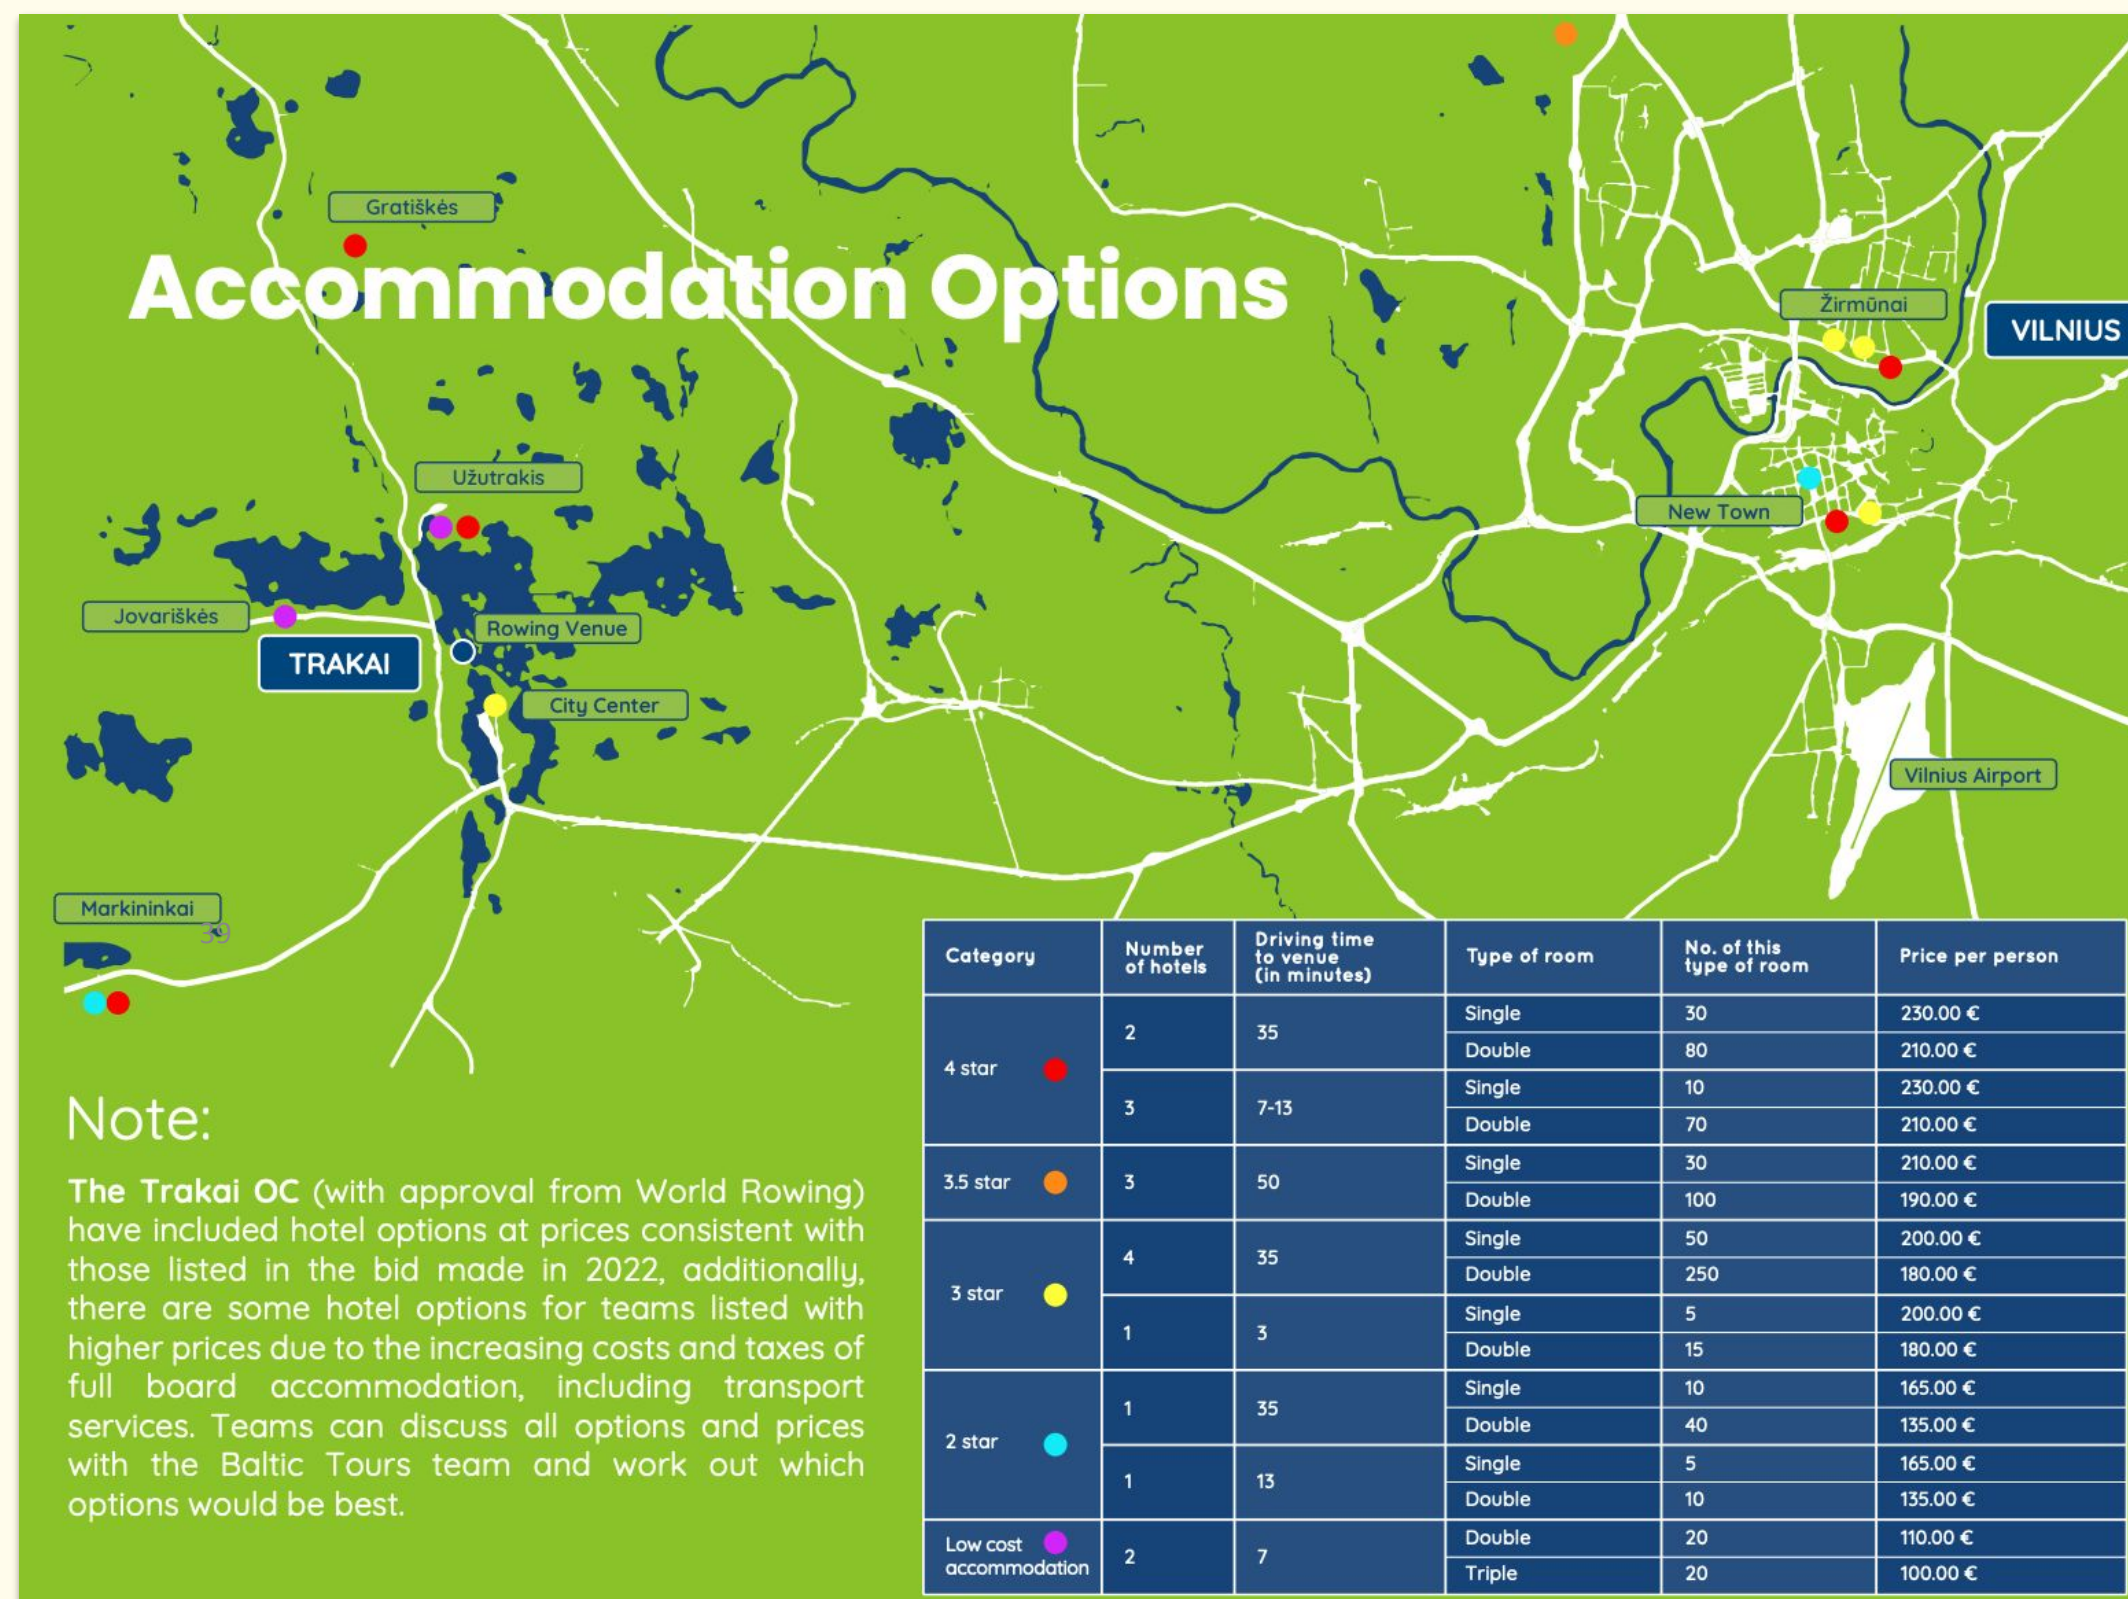 Gratiškės
Accommodation Options
Žirmūnai
VILNIUS
Užutrakis
New Town
Jovariškės
Rowing Venue
TRAKAI
City Center
Vilnius Airport
Markininkai
39
Note:
The Trakai OC (with approval from World Rowing)
have included hotel options at prices consistent with
those listed in the bid made in 2022, additionally,
there are some hotel options for teams listed with
higher prices due to the increasing costs and taxes of
full board accommodation, including transport
services. Teams can discuss all options and prices
with the Baltic Tours team and work out which
options would be best.
Category
Number
of hotels
Driving time
to venue
(in minutes)
Type of room
No. of this
type of room
Price per person
4 star
2
35
Single 30 230.00 €
Double 80 210.00 €
3
7-13
Single 10 230.00 €
Double 70 210.00 €
3.5 star
3
50
Single 30 210.00 €
Double 100 190.00 €
3 star
4
35
Single 50 200.00 €
Double 250 180.00 €
1
3
Single 5 200.00 €
Double 15 180.00 €
2 star
1
35
Single 10 165.00 €
Double 40 135.00 €
1
13
Single 5 165.00 €
Double 10 135.00 €
Low cost
accommodation
2
7
Double 20 110.00 €
Triple 20 100.00 €